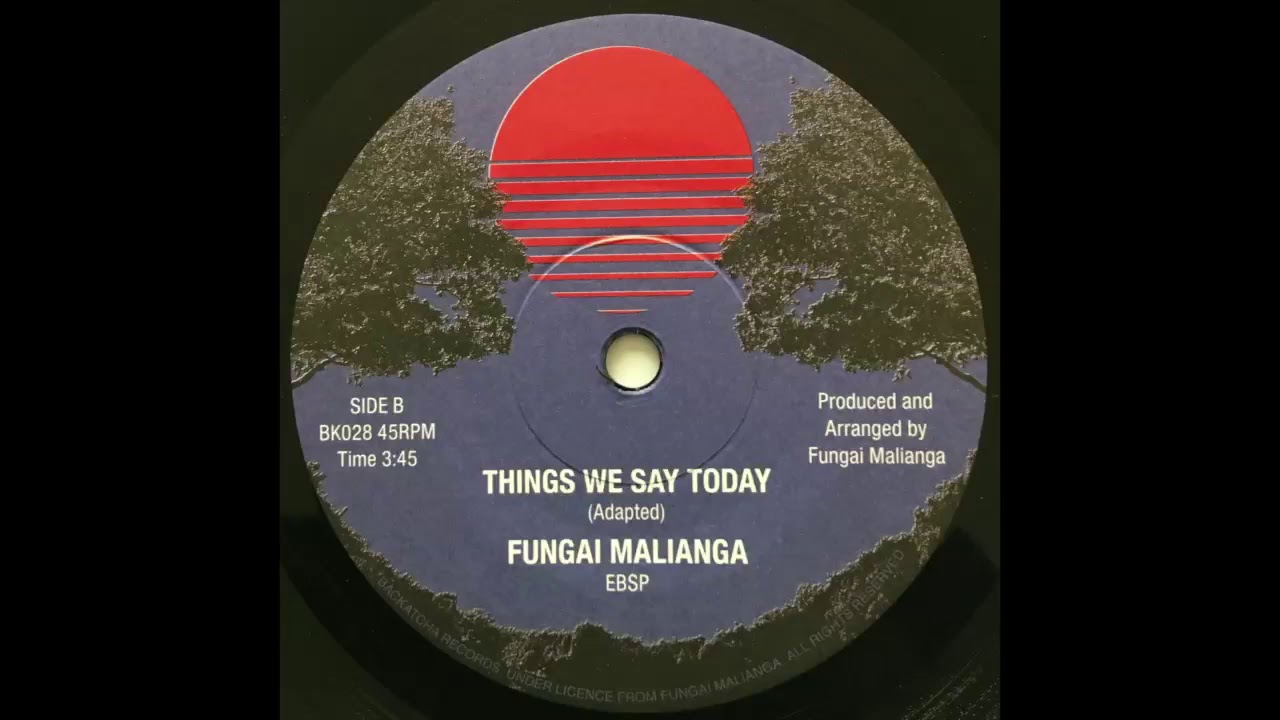 SIDE B
BK028 45RPM
Time 3:45
Produced and
Arranged by
Fungai Malianga
THINGS WE SAY TODAY
(Adapted)
FUNGAI MALIANGA
EBSP
RECORDS UNDER LICENCE FROM FUNGAI MALIANGA ALL RIGHTS RESERVED